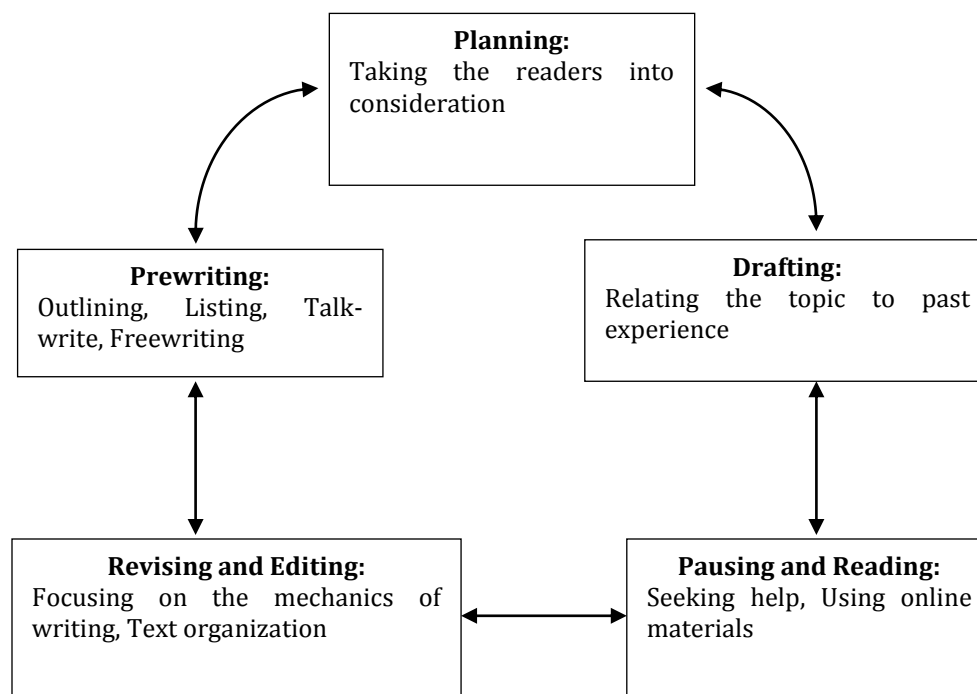 Planning:
Taking the readers into
consideration
Prewriting:
Outlining, Listing, Talk-
write, Freewriting
Drafting:
Relating the topic to past
experience
Revising and Editing:
Focusing on the mechanics of
writing, Text organization
Pausing and Reading:
Seeking help, Using online
materials